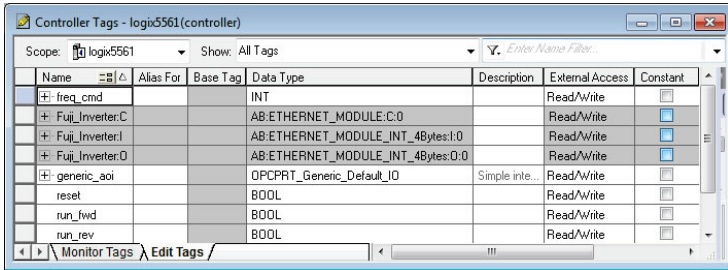 Controller Tags - logix5561(controller)
Scope: logix5561 Show: All Tags Enter Name Filter...
Name Alias For Base Tag Data Type Description External Access Constant
freq_cmd INT Read/Write
Fuji_Inverter:C AB:ETHERNET_MODULE:C:0 Read/Write
Fuji_Inverter:I AB:ETHERNET_MODULE_INT_4Bytes:I:0 Read/Write
Fuji_Inverter:O AB:ETHERNET_MODULE_INT_4Bytes:O:0 Read/Write
generic_aoi OPCPRT_Generic_Default_IO Simple inte... Read/Write
reset BOOL Read/Write
run_fwd BOOL Read/Write
run_rev BOOL Read/Write
Monitor Tags Edit Tags